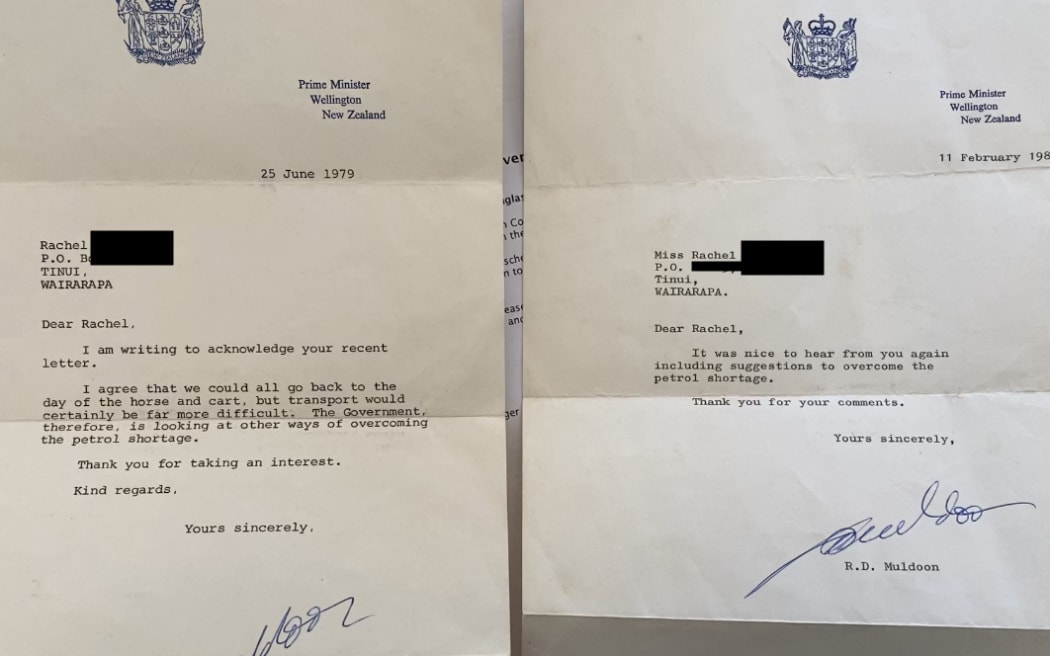 Prime Minister
Wellington
New Zealand
25 June 1979
Rachel
P.O. B
TINUI,
WAIRARAPA
Dear Rachel,
I am writing to acknowledge your recent
letter.
I agree that we could all go back to the
day of the horse and cart, but transport would
certainly be far more difficult. The Government,
therefore, is looking at other ways of overcoming
the petrol shortage.
Thank you for taking an interest.
Kind regards,
Yours sincerely,
Prime Minister
Wellington
New Zealand
11 February 198
Miss Rachel
P.O.
Tinui,
WAIRARAPA.
Dear Rachel,
It was nice to hear from you again
including suggestions to overcome the
petrol shortage.
Thank you for your comments.
Yours sincerely,
R.D. Muldoon